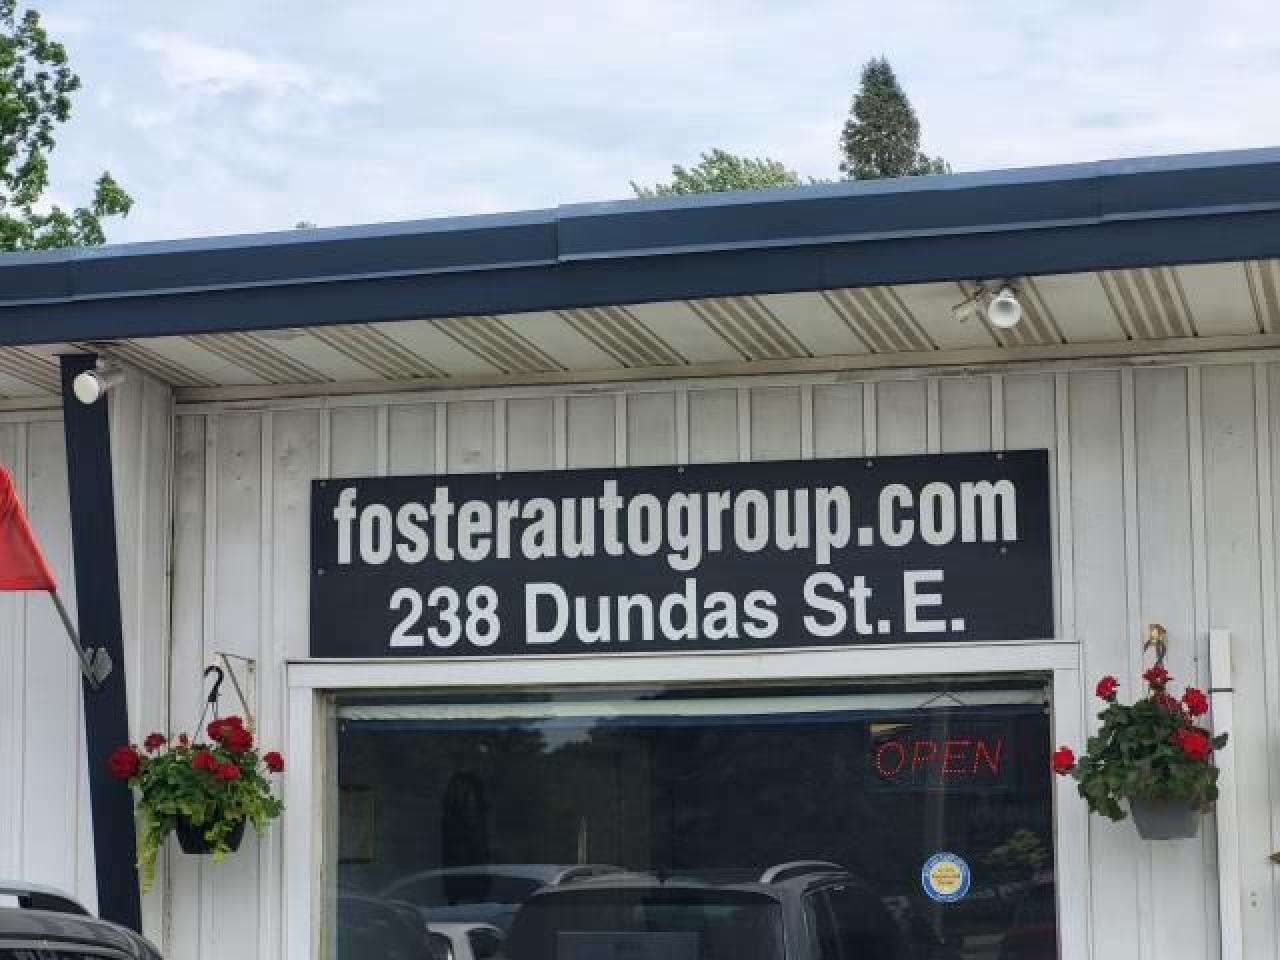 fosterautogroup.com
238 Dundas St. E.
OPEN